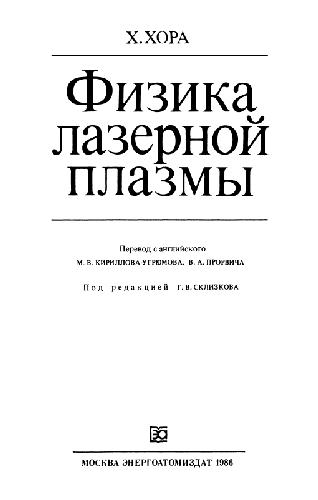 Х. ХОРА
Физика
лазерной
плазмы
Перевод с английского
М. В. КИРИЛЛОВА-УГРЮМОВА, В. А. ПРОРВИЧА
Под редакцией Г. В. СКЛИЗКОВА
МОСКВА ЭНЕРГОАТОМИЗДАТ 1986